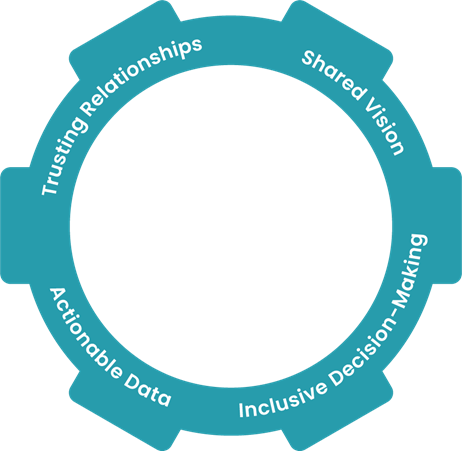 Trusting Relationships
Shared Vision
Actionable Data
Inclusive Decision-Making